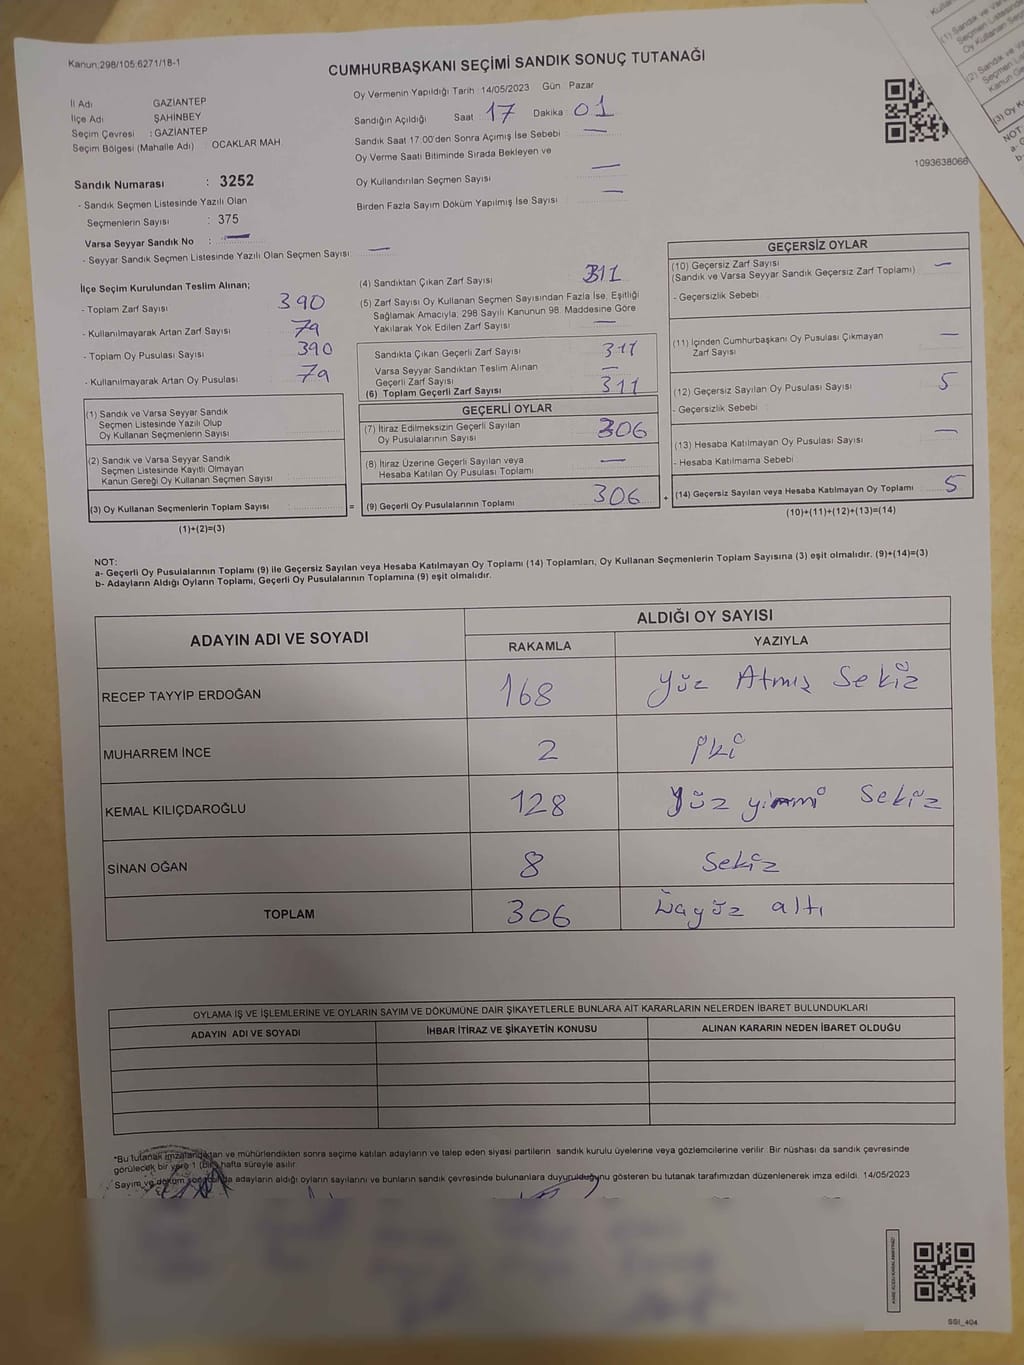 Kanun;298/105;6271/18-1
CUMHURBAŞKANI SEÇİMİ SANDIK SONUÇ TUTANAĞI
İl Adı GAZİANTEP
İlçe Adı ŞAHİNBEY
Seçim Çevresi : GAZİANTEP
Seçim Bölgesi (Mahalle Adı) OCAKLAR MAH.
Sandık Numarası : 3252
- Sandık Seçmen Listesinde Yazılı Olan
Seçmenlerin Sayısı : 375
Varsa Seyyar Sandık No : —
- Seyyar Sandık Seçmen Listesinde Yazılı Olan Seçmen Sayısı: —
Oy Vermenin Yapıldığı Tarih : 14/05/2023 Gün Pazar
Sandığın Açıldığı Saat 17 Dakika 01
Sandık Saat 17:00'den Sonra Açımış İse Sebebi —
Oy Verme Saati Bitiminde Sırada Bekleyen ve
Oy Kullandırılan Seçmen Sayısı —
Birden Fazla Sayım Döküm Yapılmış İse Sayısı —
1093638066
İlçe Seçim Kurulundan Teslim Alınan;
- Toplam Zarf Sayısı 390
- Kullanılmayarak Artan Zarf Sayısı 79
- Toplam Oy Pusulası Sayısı 390
- Kullanılmayarak Artan Oy Pusulası 79
(4) Sandıktan Çıkan Zarf Sayısı 311
(5) Zarf Sayısı Oy Kullanan Seçmen Sayısından Fazla İse, Eşitliği
Sağlamak Amacıyla; 298 Sayılı Kanunun 98. Maddesine Göre
Yakılarak Yok Edilen Zarf Sayısı —
Sandıkta Çıkan Geçerli Zarf Sayısı 311
Varsa Seyyar Sandıktan Teslim Alınan
Geçerli Zarf Sayısı —
(6) Toplam Geçerli Zarf Sayısı 311
GEÇERSİZ OYLAR
(10) Geçersiz Zarf Sayısı —
(Sandık ve Varsa Seyyar Sandık Geçersiz Zarf Toplamı)
- Geçersizlik Sebebi
(11) İçinden Cumhurbaşkanı Oy Pusulası Çıkmayan
Zarf Sayısı —
(12) Geçersiz Sayılan Oy Pusulası Sayısı 5
- Geçersizlik Sebebi
(13) Hesaba Katılmayan Oy Pusulası Sayısı —
- Hesaba Katılmama Sebebi
(14) Geçersiz Sayılan veya Hesaba Katılmayan Oy Toplamı 5
(10)+(11)+(12)+(13)=(14)
(1) Sandık ve Varsa Seyyar Sandık
Seçmen Listesinde Yazılı Olup
Oy Kullanan Seçmenlerin Sayısı
(2) Sandık ve Varsa Seyyar Sandık
Seçmen Listesinde Kayıtlı Olmayan
Kanun Gereği Oy Kullanan Seçmen Sayısı
(3) Oy Kullanan Seçmenlerin Toplam Sayısı =
(1)+(2)=(3)
GEÇERLİ OYLAR
(7) İtiraz Edilmeksizin Geçerli Sayılan
Oy Pusulalarının Sayısı 306
(8) İtiraz Üzerine Geçerli Sayılan veya
Hesaba Katılan Oy Pusulası Toplamı —
(9) Geçerli Oy Pusulalarının Toplamı 306 +
NOT:
a- Geçerli Oy Pusulalarının Toplamı (9) ile Geçersiz Sayılan veya Hesaba Katılmayan Oy Toplamı (14) Toplamları, Oy Kullanan Seçmenlerin Toplam Sayısına (3) eşit olmalıdır. (9)+(14)=(3)
b- Adayların Aldığı Oyların Toplamı, Geçerli Oy Pusulalarının Toplamına (9) eşit olmalıdır.
ADAYIN ADI VE SOYADI
ALDIĞI OY SAYISI
RAKAMLA YAZIYLA
RECEP TAYYİP ERDOĞAN 168 Yüz Atmış Sekiz
MUHARREM İNCE 2 iki
KEMAL KILIÇDAROĞLU 128 Yüz yirmi Sekiz
SİNAN OĞAN 8 Sekiz
TOPLAM 306 altı
OYLAMA İŞ VE İŞLEMLERİNE VE OYLARIN SAYIM VE DÖKÜMÜNE DAİR ŞİKAYETLERLE BUNLARA AİT KARARLARIN NELERDEN İBARET BULUNDUKLARI
ADAYIN ADI VE SOYADI İHBAR İTİRAZ VE ŞİKAYETİN KONUSU ALINAN KARARIN NEDEN İBARET OLDUĞU
*Bu tutanak imzalandıktan ve mühürlendikten sonra seçime katılan adayların ve talep eden siyasi partilerin sandık kurulu üyelerine veya gözlemcilerine verilir. Bir nüshası da sandık çevresinde
görülecek bir yere 1 (bir) hafta süreyle asılır.
Sayım ve döküm sonucunda adayların aldığı oyların sayılarını ve bunların sandık çevresinde bulunanlara duyurulduğunu gösteren bu tutanak tarafımızdan düzenlenerek imza edildi. 14/05/2023
SSI_404